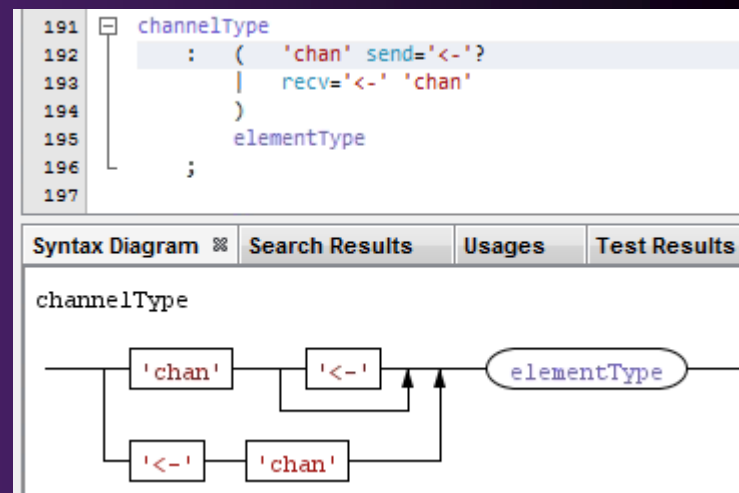 191 channelType
192 : ( 'chan' send='<-'?
193 | recv='<-' 'chan'
194 )
195 elementType
196 ;
197
Syntax Diagram Search Results Usages Test Results
channelType
'chan' '<-' elementType
'<-' 'chan'